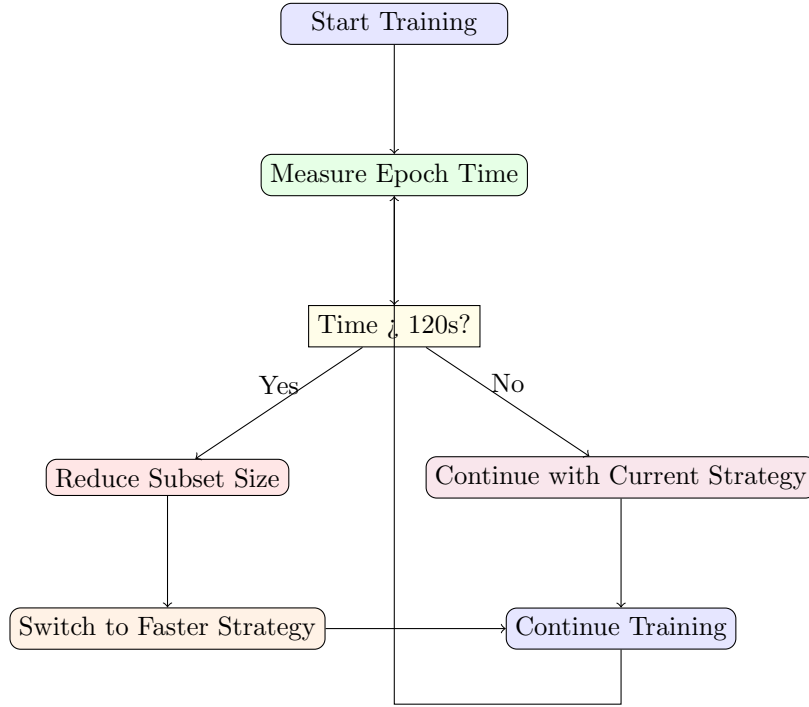 Start Training
Measure Epoch Time
Time ¿ 120s?
Yes
No
Reduce Subset Size
Continue with Current Strategy
Switch to Faster Strategy
Continue Training